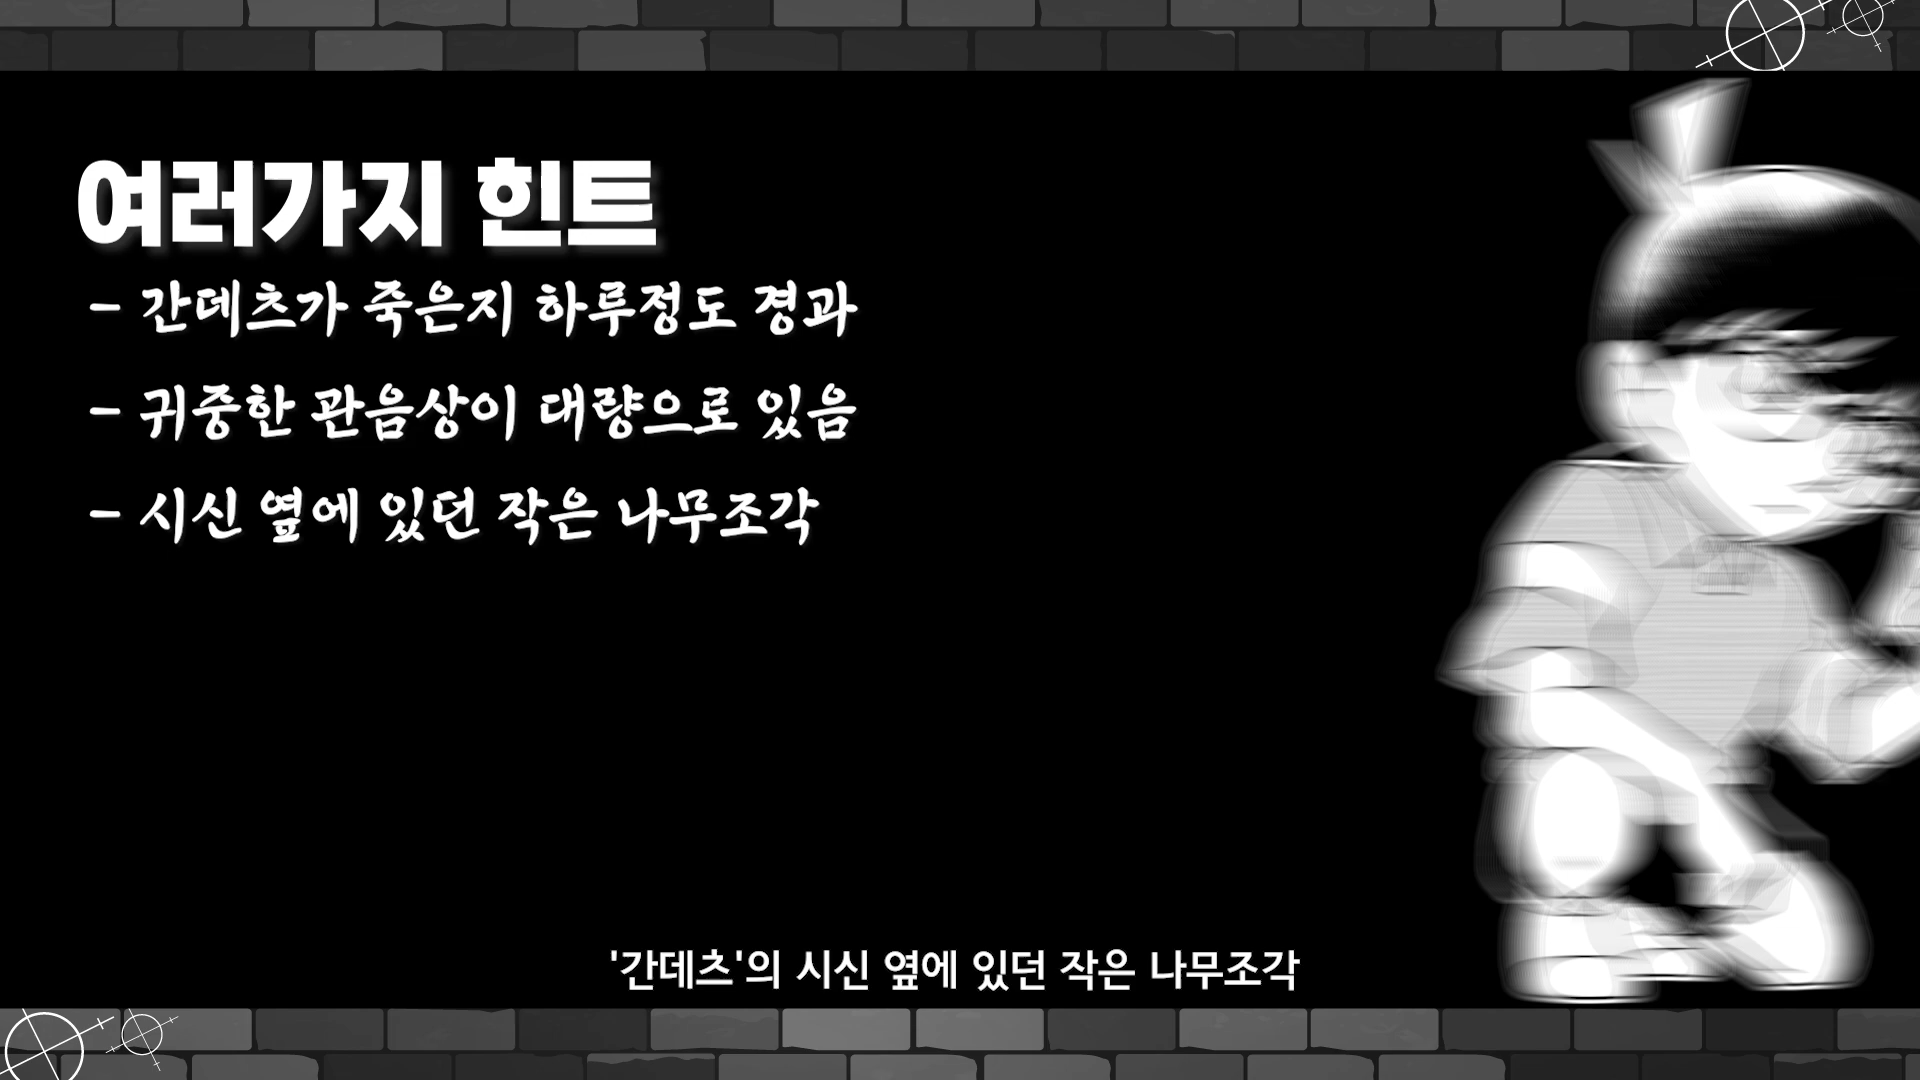 여러가지 힌트
- 간데츠가 죽은지 하루정도 경과
- 귀중한 관음상이 대량으로 있음
- 시신 옆에 있던 작은 나무조각
'간데츠'의 시신 옆에 있던 작은 나무조각